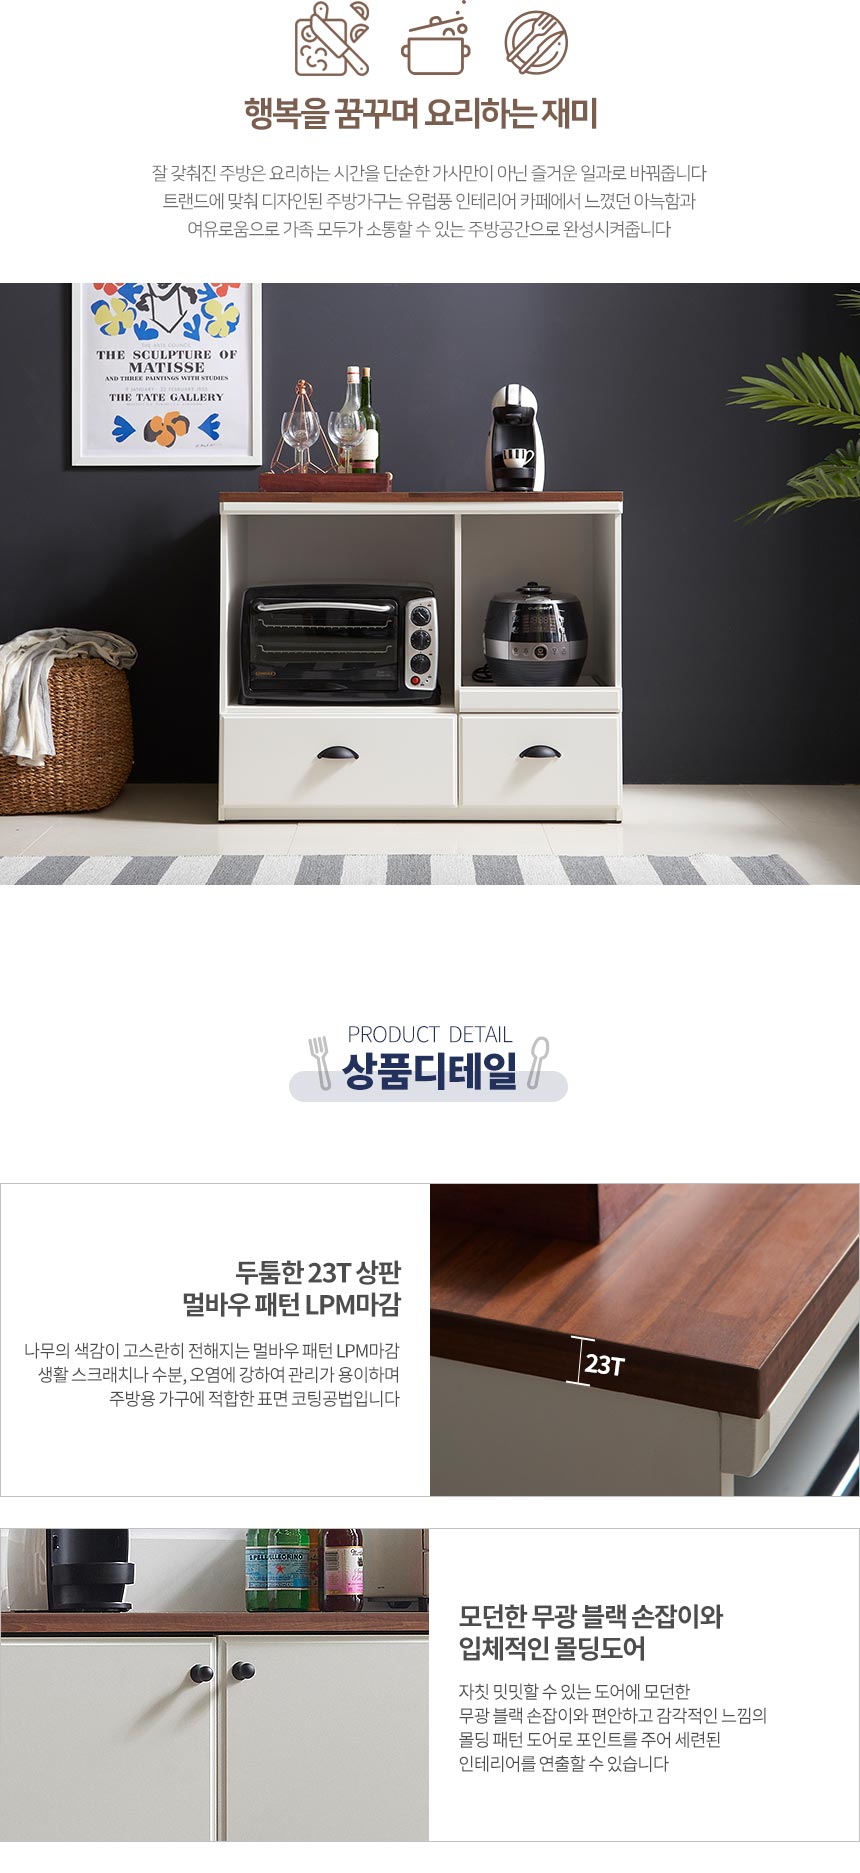 행복을 꿈꾸며 요리하는 재미
잘 갖춰진 주방은 요리하는 시간을 단순한 가사만이 아닌 즐거운 일과로 바꿔줍니다
트랜드에 맞춰 디자인된 주방가구는 유럽풍 인테리어 카페에서 느꼈던 아늑함과
여유로움으로 가족 모두가 소통할 수 있는 주방공간으로 완성시켜줍니다
THE SCULPTURE OF
MATISSE
AND THREE PAINTINGS WITH STUDIES
THE TATE GALLERY
PRODUCT DETAIL
상품디테일
두툼한 23T 상판
멀바우 패턴 LPM마감
나무의 색감이 고스란히 전해지는 멀바우 패턴 LPM마감
생활 스크래치나 수분, 오염에 강하여 관리가 용이하며
주방용 가구에 적합한 표면 코팅공법입니다
23T
S.PELLEGRINO
모던한 무광 블랙 손잡이와
입체적인 몰딩도어
자칫 밋밋할 수 있는 도어에 모던한
무광 블랙 손잡이와 편안하고 감각적인 느낌의
몰딩 패턴 도어로 포인트를 주어 세련된
인테리어를 연출할 수 있습니다